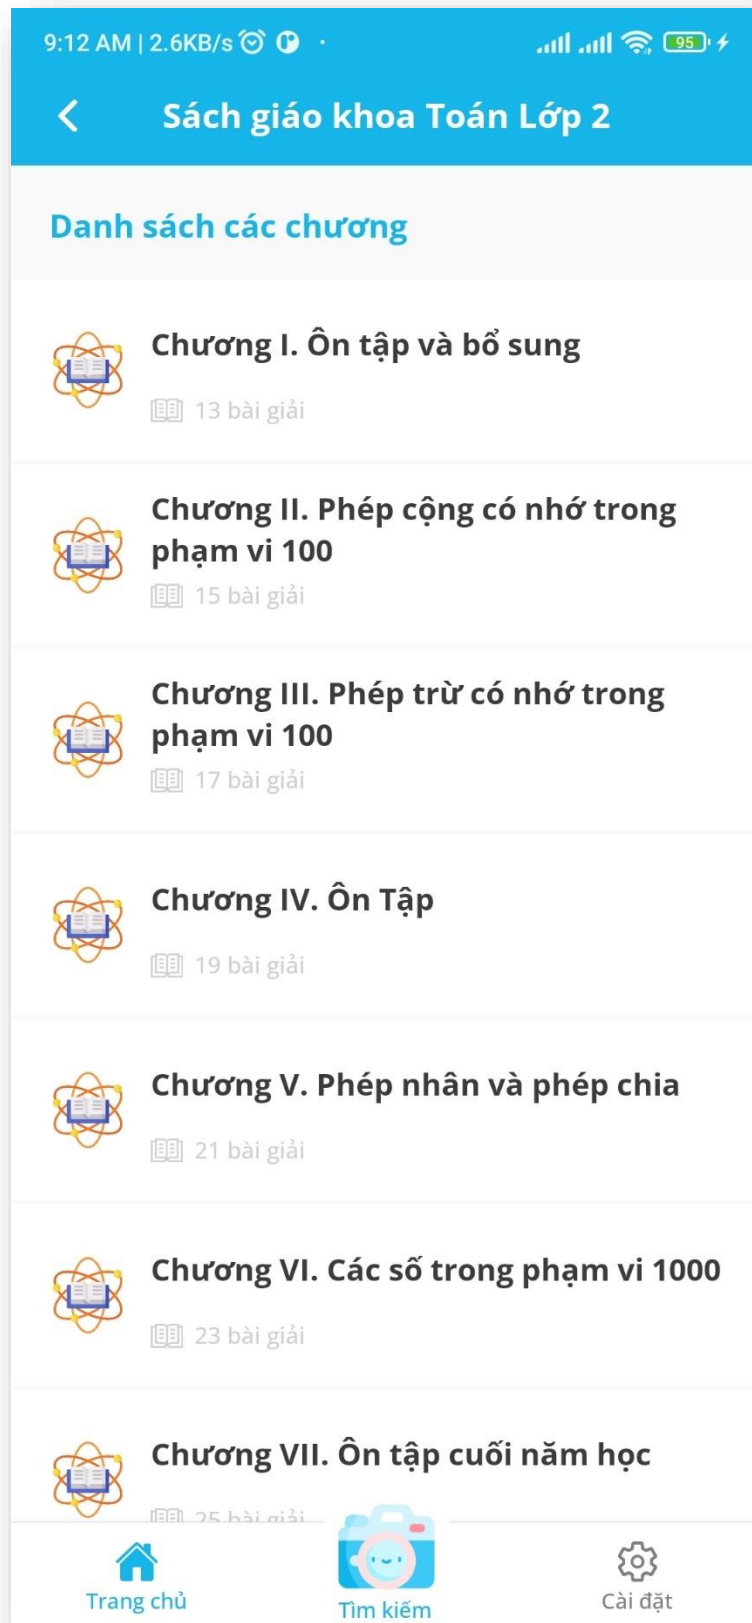 9:12 AM | 2.6KB/s
95
Sách giáo khoa Toán Lớp 2
Danh sách các chương
Chương I. Ôn tập và bổ sung
13 bài giải
Chương II. Phép cộng có nhớ trong
phạm vi 100
15 bài giải
Chương III. Phép trừ có nhớ trong
phạm vi 100
17 bài giải
Chương IV. Ôn Tập
19 bài giải
Chương V. Phép nhân và phép chia
21 bài giải
Chương VI. Các số trong phạm vi 1000
23 bài giải
Chương VII. Ôn tập cuối năm học
25 bài giải
Trang chủ
Tìm kiếm
Cài đặt